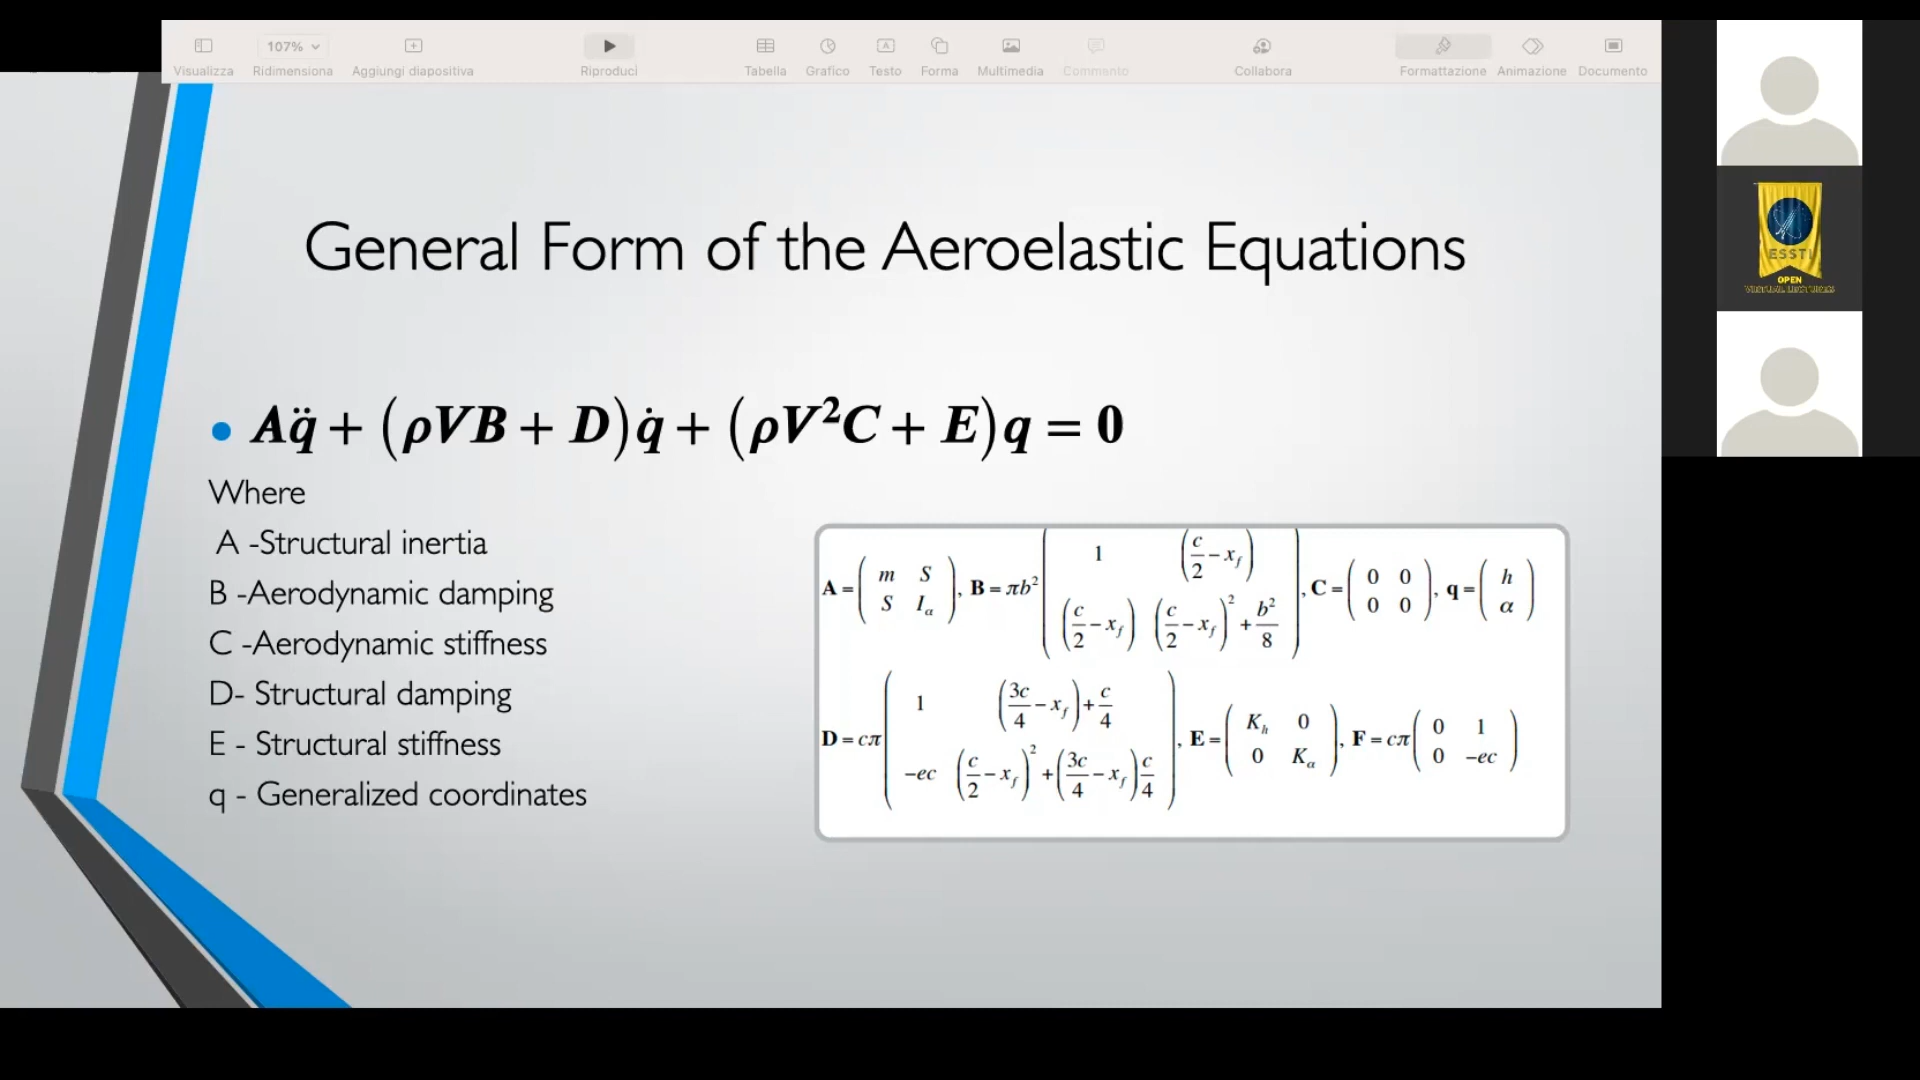 Visualizza
107%
Ridimensiona
Aggiungi diapositiva
Riproduci
Tabella
Grafico
Testo
Forma
Multimedia
Commento
Collabora
Formattazione
Animazione
Documento
General Form of the Aeroelastic Equations
• Aq̈ + (ρVB + D)q̇ + (ρV²C + E)q = 0
Where
A -Structural inertia
B -Aerodynamic damping
C -Aerodynamic stiffness
D- Structural damping
E - Structural stiffness
q - Generalized coordinates
A = ( m S ; S I_α ), B = πb² ( 1 (c/2 − x_f) ; (c/2 − x_f) (c/2 − x_f)² + b²/8 ), C = ( 0 0 ; 0 0 ), q = ( h ; α )
D = cπ ( 1 (3c/4 − x_f) + c/4 ; −ec (c/2 − x_f)² + (3c/4 − x_f) c/4 ), E = ( K_h 0 ; 0 K_α ), F = cπ ( 0 1 ; 0 −ec )
ESSTI
OPEN
VIRTUAL LECTURES